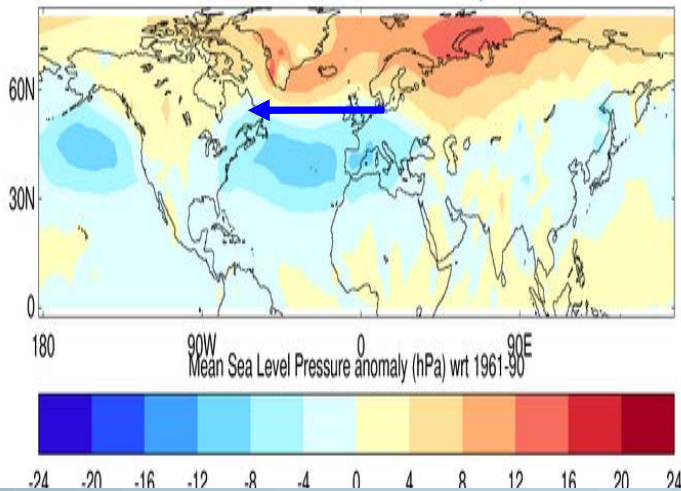 60N
30N
0
180 90W 0 90E
Mean Sea Level Pressure anomaly (hPa) wrt 1961-90
-24 -20 -16 -12 -8 -4 0 4 8 12 16 20 24